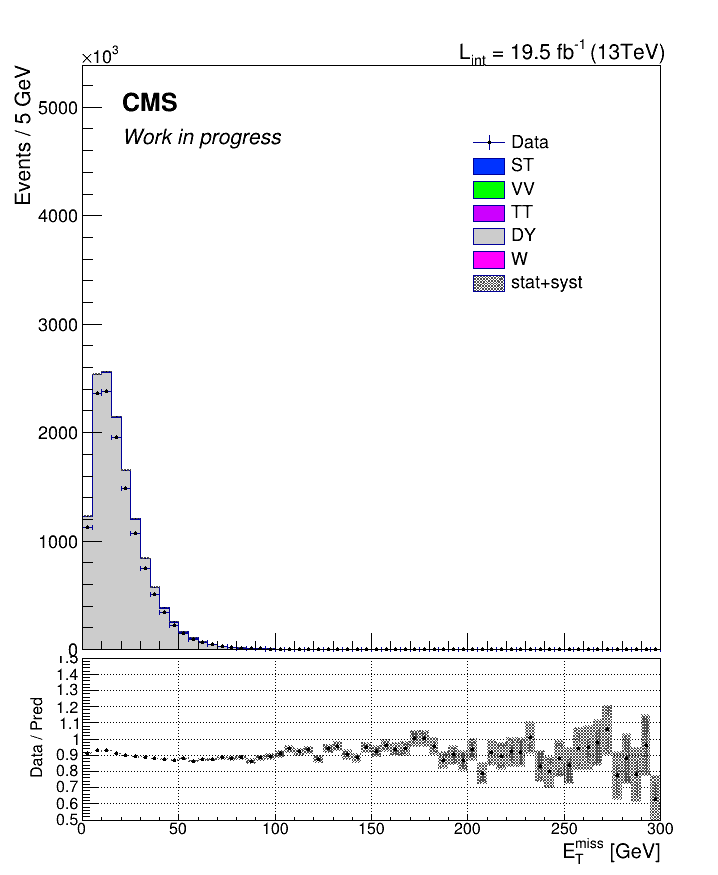 ×10³
L_int = 19.5 fb⁻¹ (13TeV)
Events / 5 GeV
CMS
Work in progress
Data
ST
VV
TT
DY
W
stat+syst
5000
4000
3000
2000
1000
0
Data / Pred
1.5
1.4
1.3
1.2
1.1
1
0.9
0.8
0.7
0.6
0.5
0 50 100 150 200 250 300
E_T^miss [GeV]